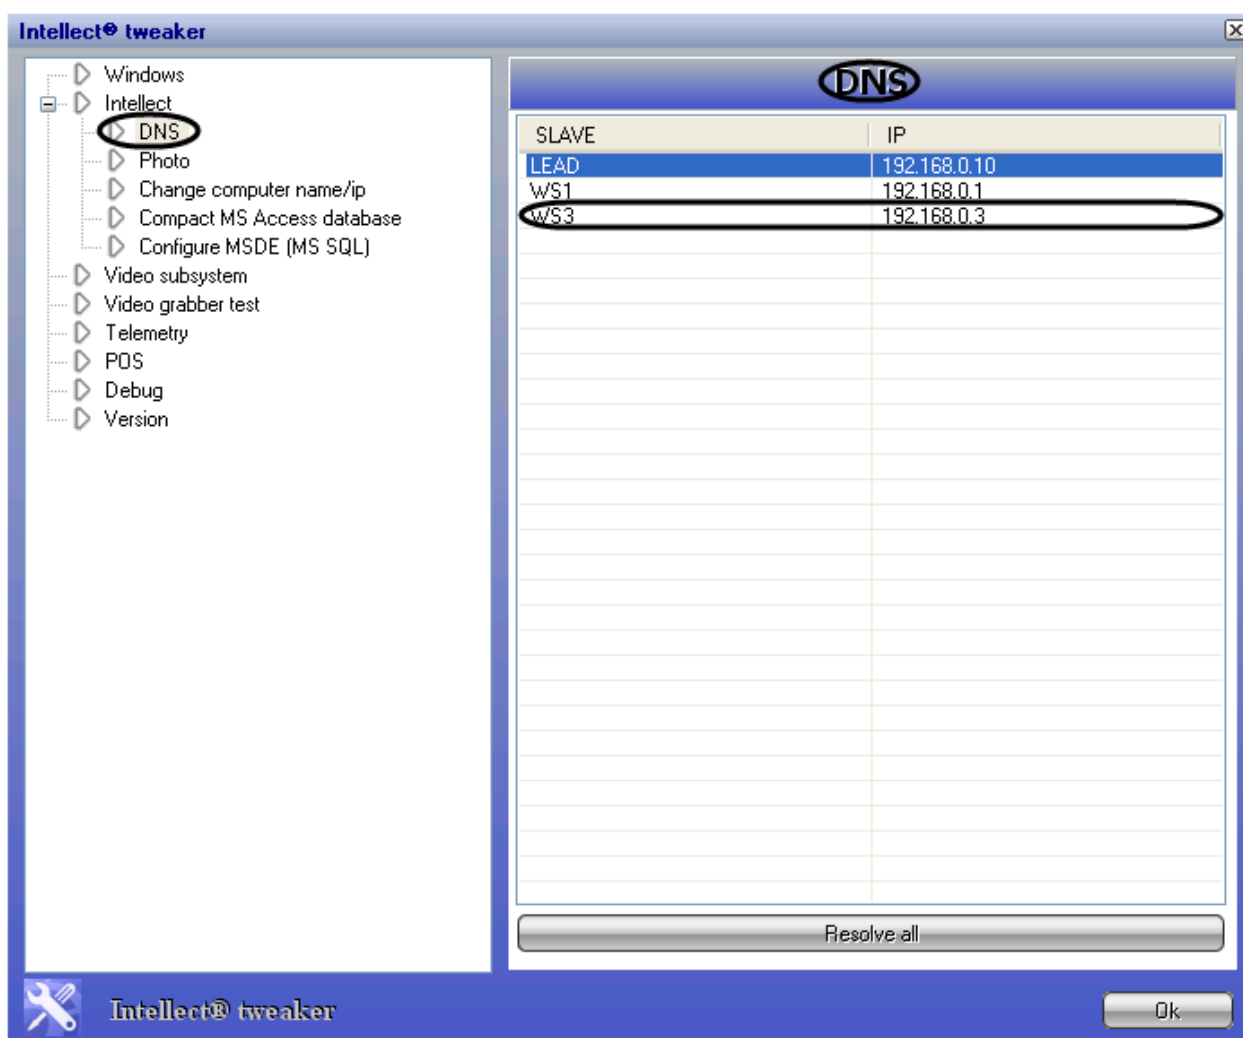 Intellect® tweaker
Windows
Intellect
DNS
Photo
Change computer name/ip
Compact MS Access database
Configure MSDE (MS SQL)
Video subsystem
Video grabber test
Telemetry
POS
Debug
Version
DNS
SLAVE IP
LEAD 192.168.0.10
WS1 192.168.0.1
WS3 192.168.0.3
Resolve all
Intellect® tweaker
Ok